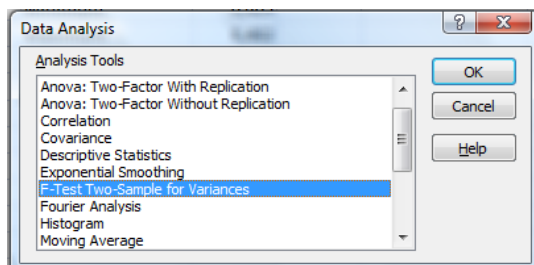 Data Analysis
Analysis Tools
Anova: Two-Factor With Replication
Anova: Two-Factor Without Replication
Correlation
Covariance
Descriptive Statistics
Exponential Smoothing
F-Test Two-Sample for Variances
Fourier Analysis
Histogram
Moving Average
OK
Cancel
Help